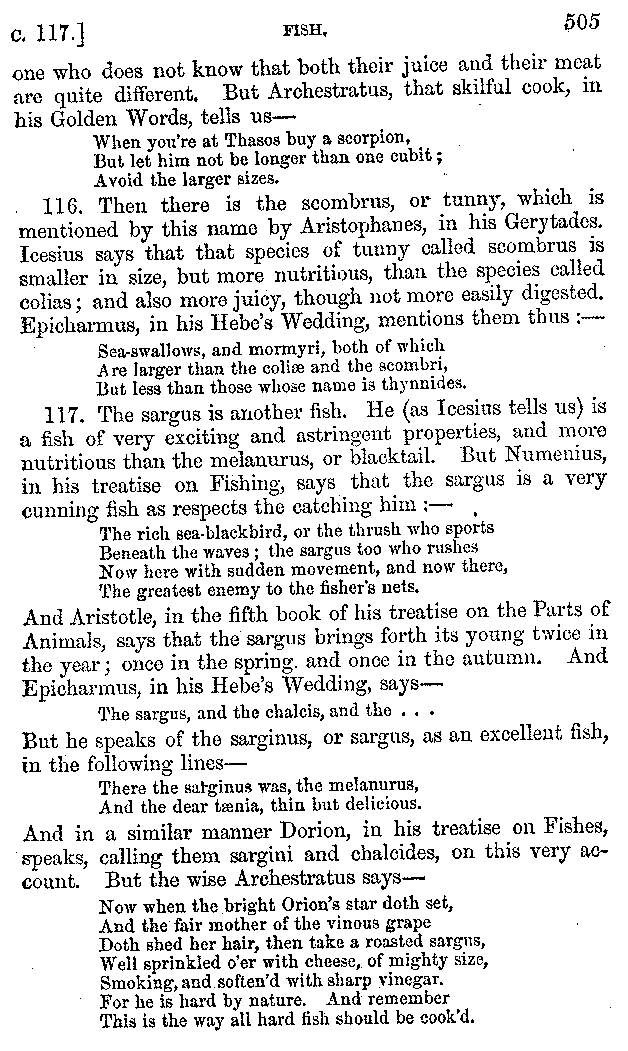 c. 117.] FISH. 505
one who does not know that both their juice and their meat
are quite different. But Archestratus, that skilful cook, in
his Golden Words, tells us—
When you're at Thasos buy a scorpion,
But let him not be longer than one cubit;
Avoid the larger sizes.
116. Then there is the scombrus, or tunny, which is
mentioned by this name by Aristophanes, in his Gerytades.
Icesius says that that species of tunny called scombrus is
smaller in size, but more nutritious, than the species called
colias; and also more juicy, though not more easily digested.
Epicharmus, in his Hebe's Wedding, mentions them thus:—
Sea-swallows, and mormyri, both of which
Are larger than the coliæ and the scombri,
But less than those whose name is thynnides.
117. The sargus is another fish. He (as Icesius tells us) is
a fish of very exciting and astringent properties, and more
nutritious than the melanurus, or blacktail. But Numenius,
in his treatise on Fishing, says that the sargus is a very
cunning fish as respects the catching him:—
The rich sea-blackbird, or the thrush who sports
Beneath the waves; the sargus too who rushes
Now here with sudden movement, and now there,
The greatest enemy to the fisher's nets.
And Aristotle, in the fifth book of his treatise on the Parts of
Animals, says that the sargus brings forth its young twice in
the year; once in the spring. and once in the autumn. And
Epicharmus, in his Hebe's Wedding, says—
The sargus, and the chalcis, and the . . .
But he speaks of the sarginus, or sargus, as an excellent fish,
in the following lines—
There the sarginus was, the melanurus,
And the dear tænia, thin but delicious.
And in a similar manner Dorion, in his treatise on Fishes,
speaks, calling them sargini and chalcides, on this very ac-
count. But the wise Archestratus says—
Now when the bright Orion's star doth set,
And the fair mother of the vinous grape
Doth shed her hair, then take a roasted sargus,
Well sprinkled o'er with cheese, of mighty size,
Smoking, and soften'd with sharp vinegar.
For he is hard by nature. And remember
This is the way all hard fish should be cook'd.